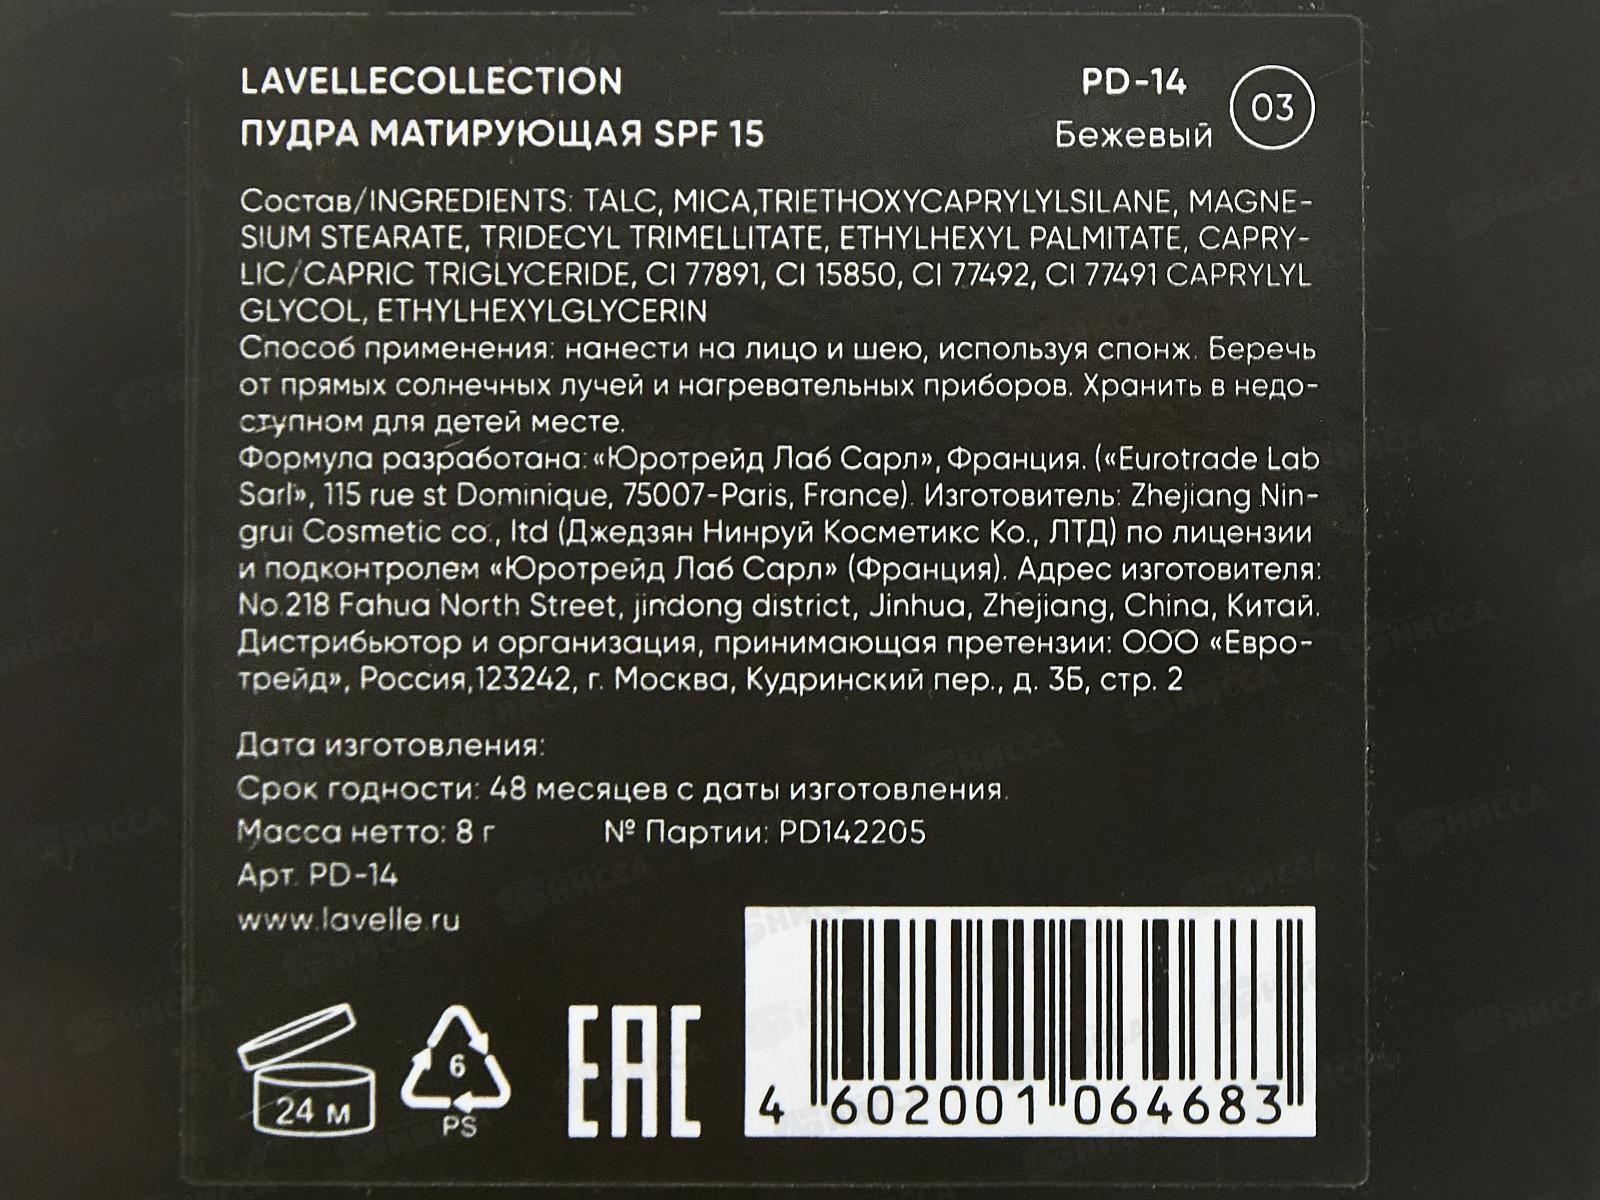 LAVELLECOLLECTION
ПУДРА МАТИРУЮЩАЯ SPF 15
PD-14
Бежевый
03
Состав/INGREDIENTS: TALC, MICA,TRIETHOXYCAPRYLYLSILANE, MAGNE-
SIUM STEARATE, TRIDECYL TRIMELLITATE, ETHYLHEXYL PALMITATE, CAPRY-
LIC/CAPRIC TRIGLYCERIDE, CI 77891, CI 15850, CI 77492, CI 77491 CAPRYLYL
GLYCOL, ETHYLHEXYLGLYCERIN
Способ применения: нанести на лицо и шею, используя спонж. Беречь
от прямых солнечных лучей и нагревательных приборов. Хранить в недо-
ступном для детей месте.
Формула разработана: «Юротрейд Лаб Сарл», Франция. («Eurotrade Lab
Sarl», 115 rue st Dominique, 75007-Paris, France). Изготовитель: Zhejiang Nin-
grui Cosmetic co., ltd (Джедзян Нинруй Косметикс Ко., ЛТД) по лицензии
и подконтролем «Юротрейд Лаб Сарл» (Франция). Адрес изготовителя:
No.218 Fahua North Street, jindong district, Jinhua, Zhejiang, China, Китай.
Дистрибьютор и организация, принимающая претензии: ООО «Евро-
трейд», Россия,123242, г. Москва, Кудринский пер., д. 3Б, стр. 2
Дата изготовления:
Срок годности: 48 месяцев с даты изготовления.
Масса нетто: 8 г № Партии: PD142205
Арт. PD-14
www.lavelle.ru
24 м
6
PS
EAC
4 602001 064683